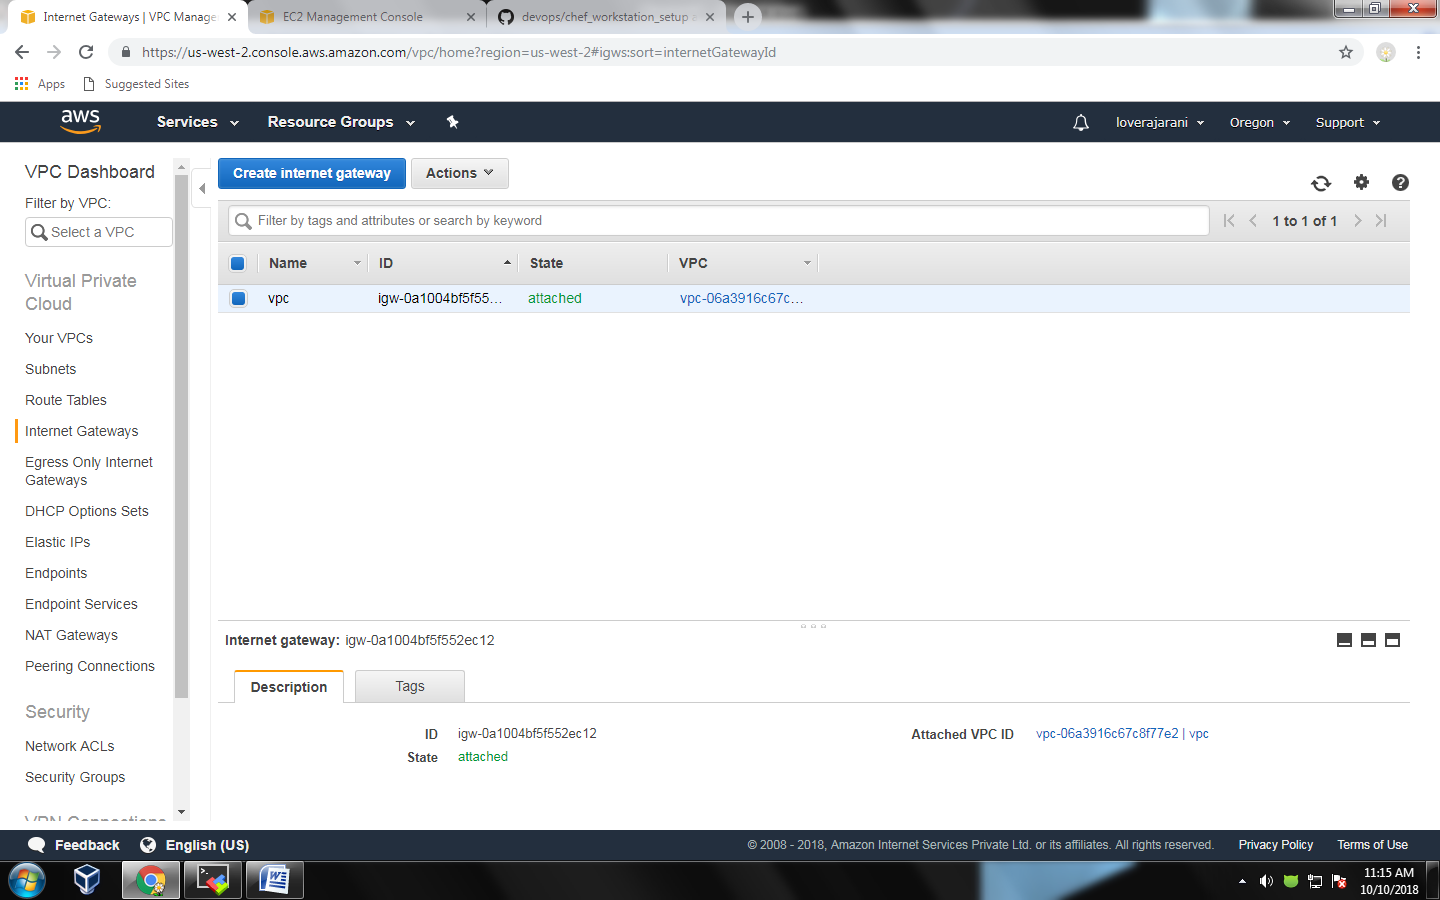 Internet Gateways | VPC Manage
EC2 Management Console
devops/chef_workstation_setup
https://us-west-2.console.aws.amazon.com/vpc/home?region=us-west-2#igws:sort=internetGatewayId
Apps
Suggested Sites
aws
Services
Resource Groups
loverajarani
Oregon
Support
VPC Dashboard
Filter by VPC:
Select a VPC
Virtual Private
Cloud
Your VPCs
Subnets
Route Tables
Internet Gateways
Egress Only Internet
Gateways
DHCP Options Sets
Elastic IPs
Endpoints
Endpoint Services
NAT Gateways
Peering Connections
Security
Network ACLs
Security Groups
VPN Connections
Create internet gateway
Actions
Filter by tags and attributes or search by keyword
1 to 1 of 1
Name
ID
State
VPC
vpc
igw-0a1004bf5f55...
attached
vpc-06a3916c67c...
Internet gateway: igw-0a1004bf5f552ec12
Description
Tags
ID
igw-0a1004bf5f552ec12
State
attached
Attached VPC ID
vpc-06a3916c67c8f77e2 | vpc
Feedback
English (US)
© 2008 - 2018, Amazon Internet Services Private Ltd. or its affiliates. All rights reserved.
Privacy Policy
Terms of Use
11:15 AM
10/10/2018